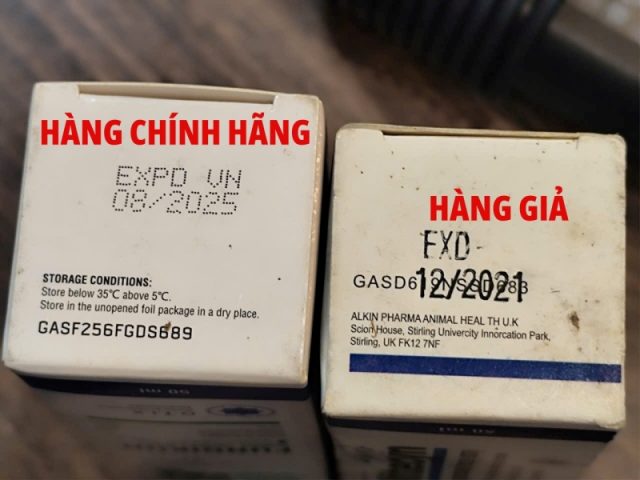 HÀNG CHÍNH HÃNG
EXPD VN
08/2025
STORAGE CONDITIONS:
Store below 35℃ above 5℃.
Store in the unopened foil package in a dry place.
GASF256FGDS689
HÀNG GIẢ
EXD
12/2021
ALKIN PHARMA ANIMAL HEAL TH U.K
Scion House, Stirling Univercity Innorcation Park,
Stirling, UK FK12 7NF
50 ml